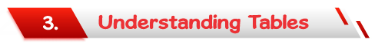 3. Understanding Tables